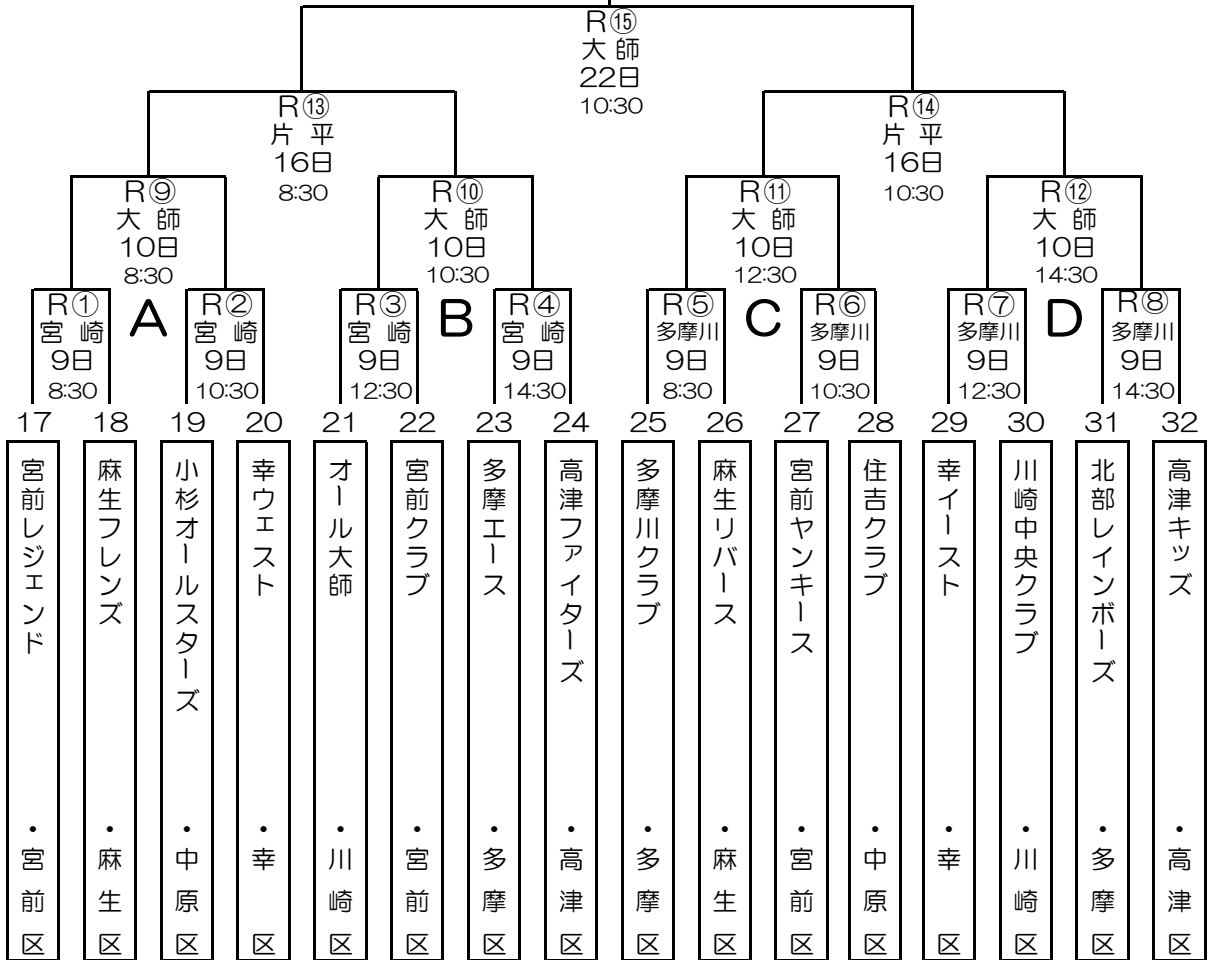 R⑮
大師
22日
10:30
R⑬
片平
16日
8:30
R⑭
片平
16日
10:30
R⑨
大師
10日
8:30
R⑩
大師
10日
10:30
R⑪
大師
10日
12:30
R⑫
大師
10日
14:30
A
B
C
D
R①
宮崎
9日
8:30
R②
宮崎
9日
10:30
R③
宮崎
9日
12:30
R④
宮崎
9日
14:30
R⑤
多摩川
9日
8:30
R⑥
多摩川
9日
10:30
R⑦
多摩川
9日
12:30
R⑧
多摩川
9日
14:30
17 18 19 20 21 22 23 24 25 26 27 28 29 30 31 32
宮前レジェンド・宮前区
麻生フレンズ・麻生区
小杉オールスターズ・中原区
幸ウェスト・幸区
オール大師・川崎区
宮前クラブ・宮前区
多摩エース・多摩区
高津ファイターズ・高津区
多摩川クラブ・多摩区
麻生リバース・麻生区
宮前ヤンキース・宮前区
住吉クラブ・中原区
幸イースト・幸区
川崎中央クラブ・川崎区
北部レインボーズ・多摩区
高津キッズ・高津区